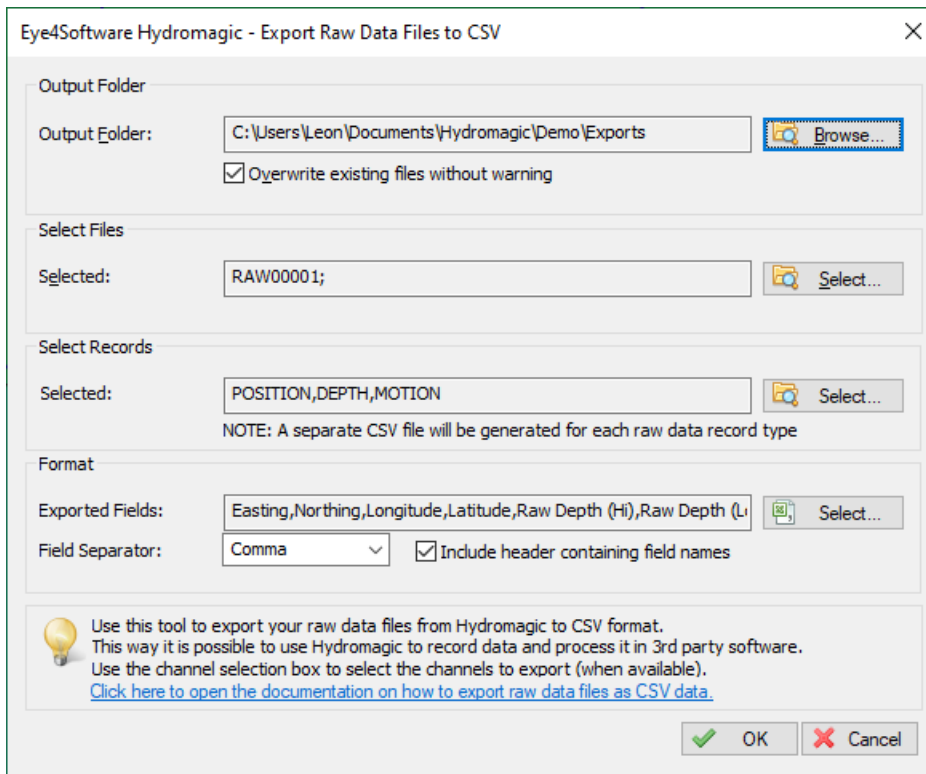 Eye4Software Hydromagic - Export Raw Data Files to CSV
Output Folder
Output Folder: C:\Users\Leon\Documents\Hydromagic\Demo\Exports Browse...
Overwrite existing files without warning
Select Files
Selected: RAW00001; Select...
Select Records
Selected: POSITION,DEPTH,MOTION Select...
NOTE: A separate CSV file will be generated for each raw data record type
Format
Exported Fields: Easting,Northing,Longitude,Latitude,Raw Depth (Hi),Raw Depth Select...
Field Separator: Comma Include header containing field names
Use this tool to export your raw data files from Hydromagic to CSV format.
This way it is possible to use Hydromagic to record data and process it in 3rd party software.
Use the channel selection box to select the channels to export (when available).
Click here to open the documentation on how to export raw data files as CSV data.
OK Cancel